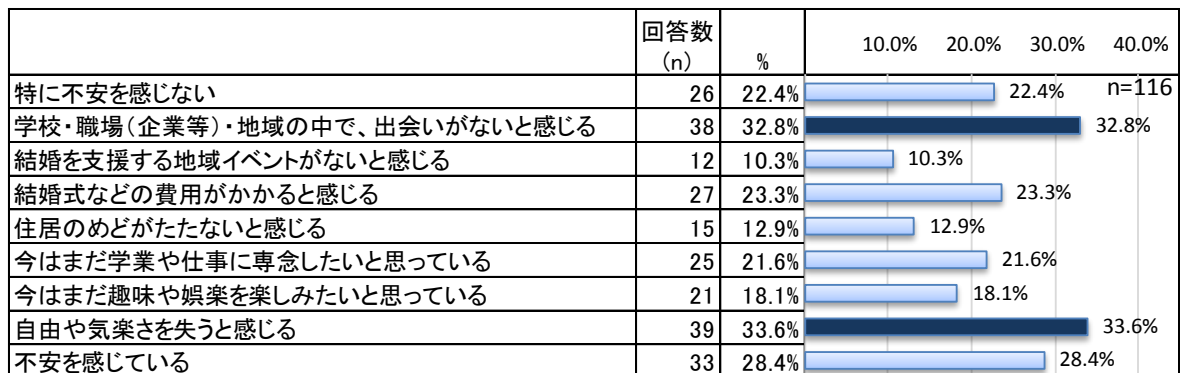 回答数
(n) % 10.0% 20.0% 30.0% 40.0%
n=116
特に不安を感じない 26 22.4% 22.4%
学校・職場(企業等)・地域の中で、出会いがないと感じる 38 32.8% 32.8%
結婚を支援する地域イベントがないと感じる 12 10.3% 10.3%
結婚式などの費用がかかると感じる 27 23.3% 23.3%
住居のめどがたたないと感じる 15 12.9% 12.9%
今はまだ学業や仕事に専念したいと思っている 25 21.6% 21.6%
今はまだ趣味や娯楽を楽しみたいと思っている 21 18.1% 18.1%
自由や気楽さを失うと感じる 39 33.6% 33.6%
不安を感じている 33 28.4% 28.4%